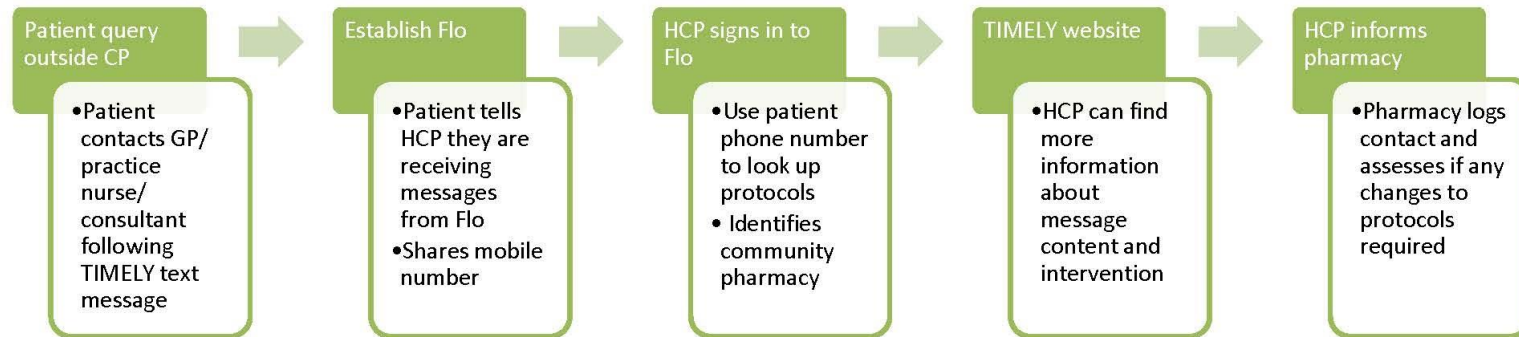 Patient query
outside CP
•Patient
contacts GP/
practice
nurse/
consultant
following
TIMELY text
message
Establish Flo
•Patient tells
HCP they are
receiving
messages
from Flo
•Shares mobile
number
HCP signs in to
Flo
•Use patient
phone number
to look up
protocols
• Identifies
community
pharmacy
TIMELY website
•HCP can find
more
information
about
message
content and
intervention
HCP informs
pharmacy
•Pharmacy logs
contact and
assesses if any
changes to
protocols
required